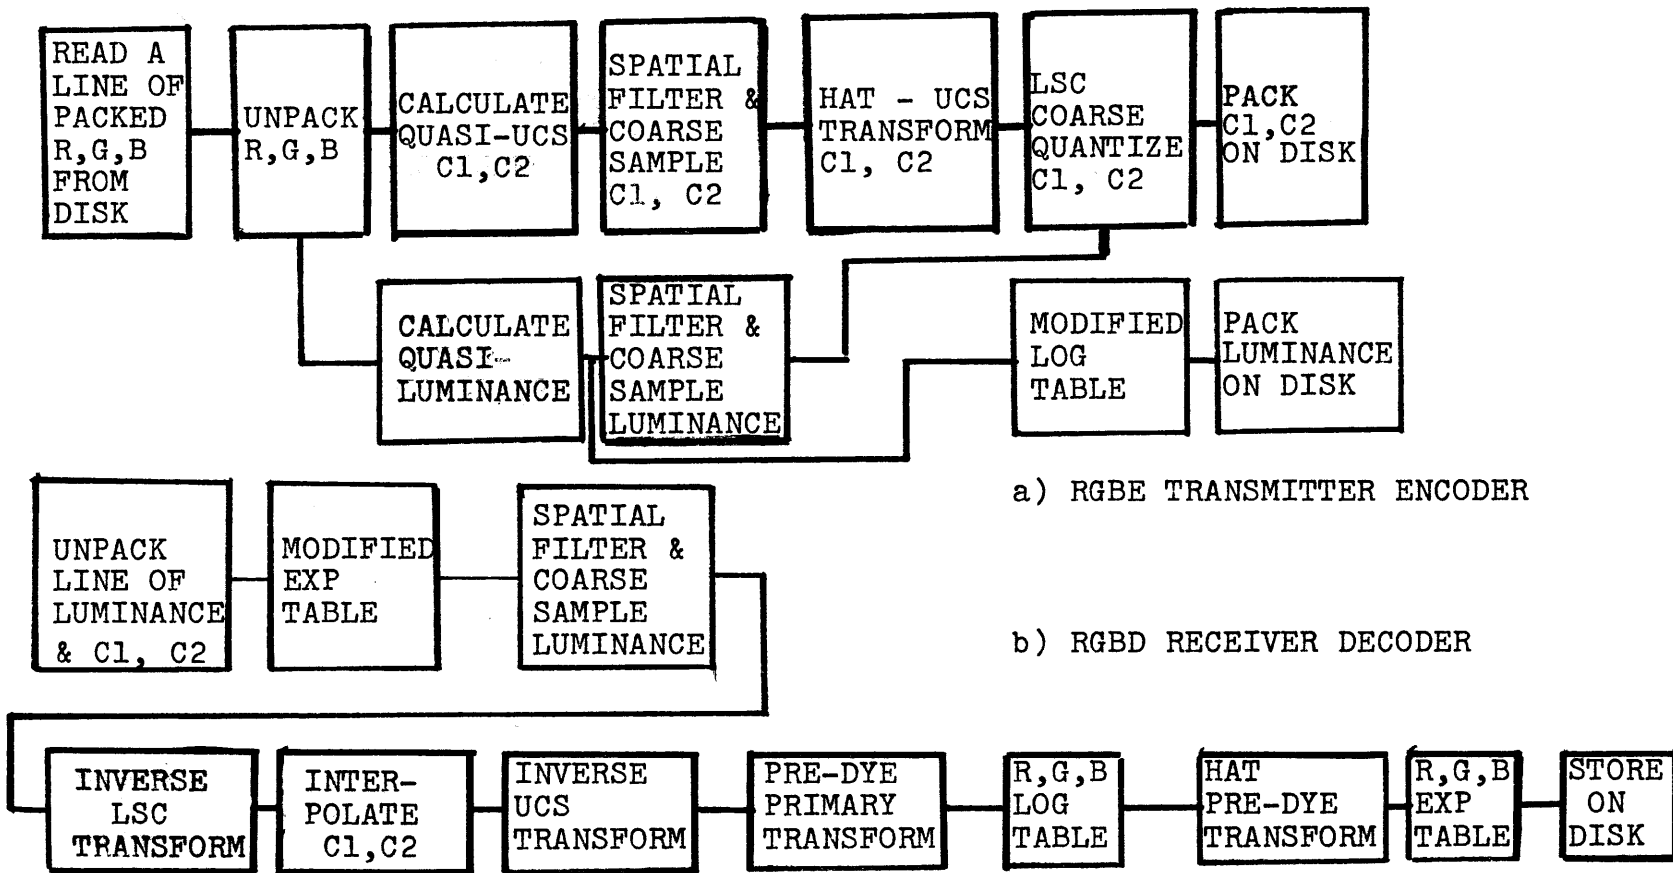 READ A
LINE OF
PACKED
R,G,B
FROM
DISK
UNPACK
R,G,B
CALCULATE
QUASI-UCS
C1,C2
SPATIAL
FILTER &
COARSE
SAMPLE
C1, C2
HAT - UCS
TRANSFORM
C1, C2
LSC
COARSE
QUANTIZE
C1, C2
PACK
C1,C2
ON DISK
CALCULATE
QUASI-
LUMINANCE
SPATIAL
FILTER &
COARSE
SAMPLE
LUMINANCE
MODIFIED
LOG
TABLE
PACK
LUMINANCE
ON DISK
a) RGBE TRANSMITTER ENCODER
UNPACK
LINE OF
LUMINANCE
& C1, C2
MODIFIED
EXP
TABLE
SPATIAL
FILTER &
COARSE
SAMPLE
LUMINANCE
b) RGBD RECEIVER DECODER
INVERSE
LSC
TRANSFORM
INTER-
POLATE
C1,C2
INVERSE
UCS
TRANSFORM
PRE-DYE
PRIMARY
TRANSFORM
R,G,B
LOG
TABLE
HAT
PRE-DYE
TRANSFORM
R,G,B
EXP
TABLE
STORE
ON
DISK